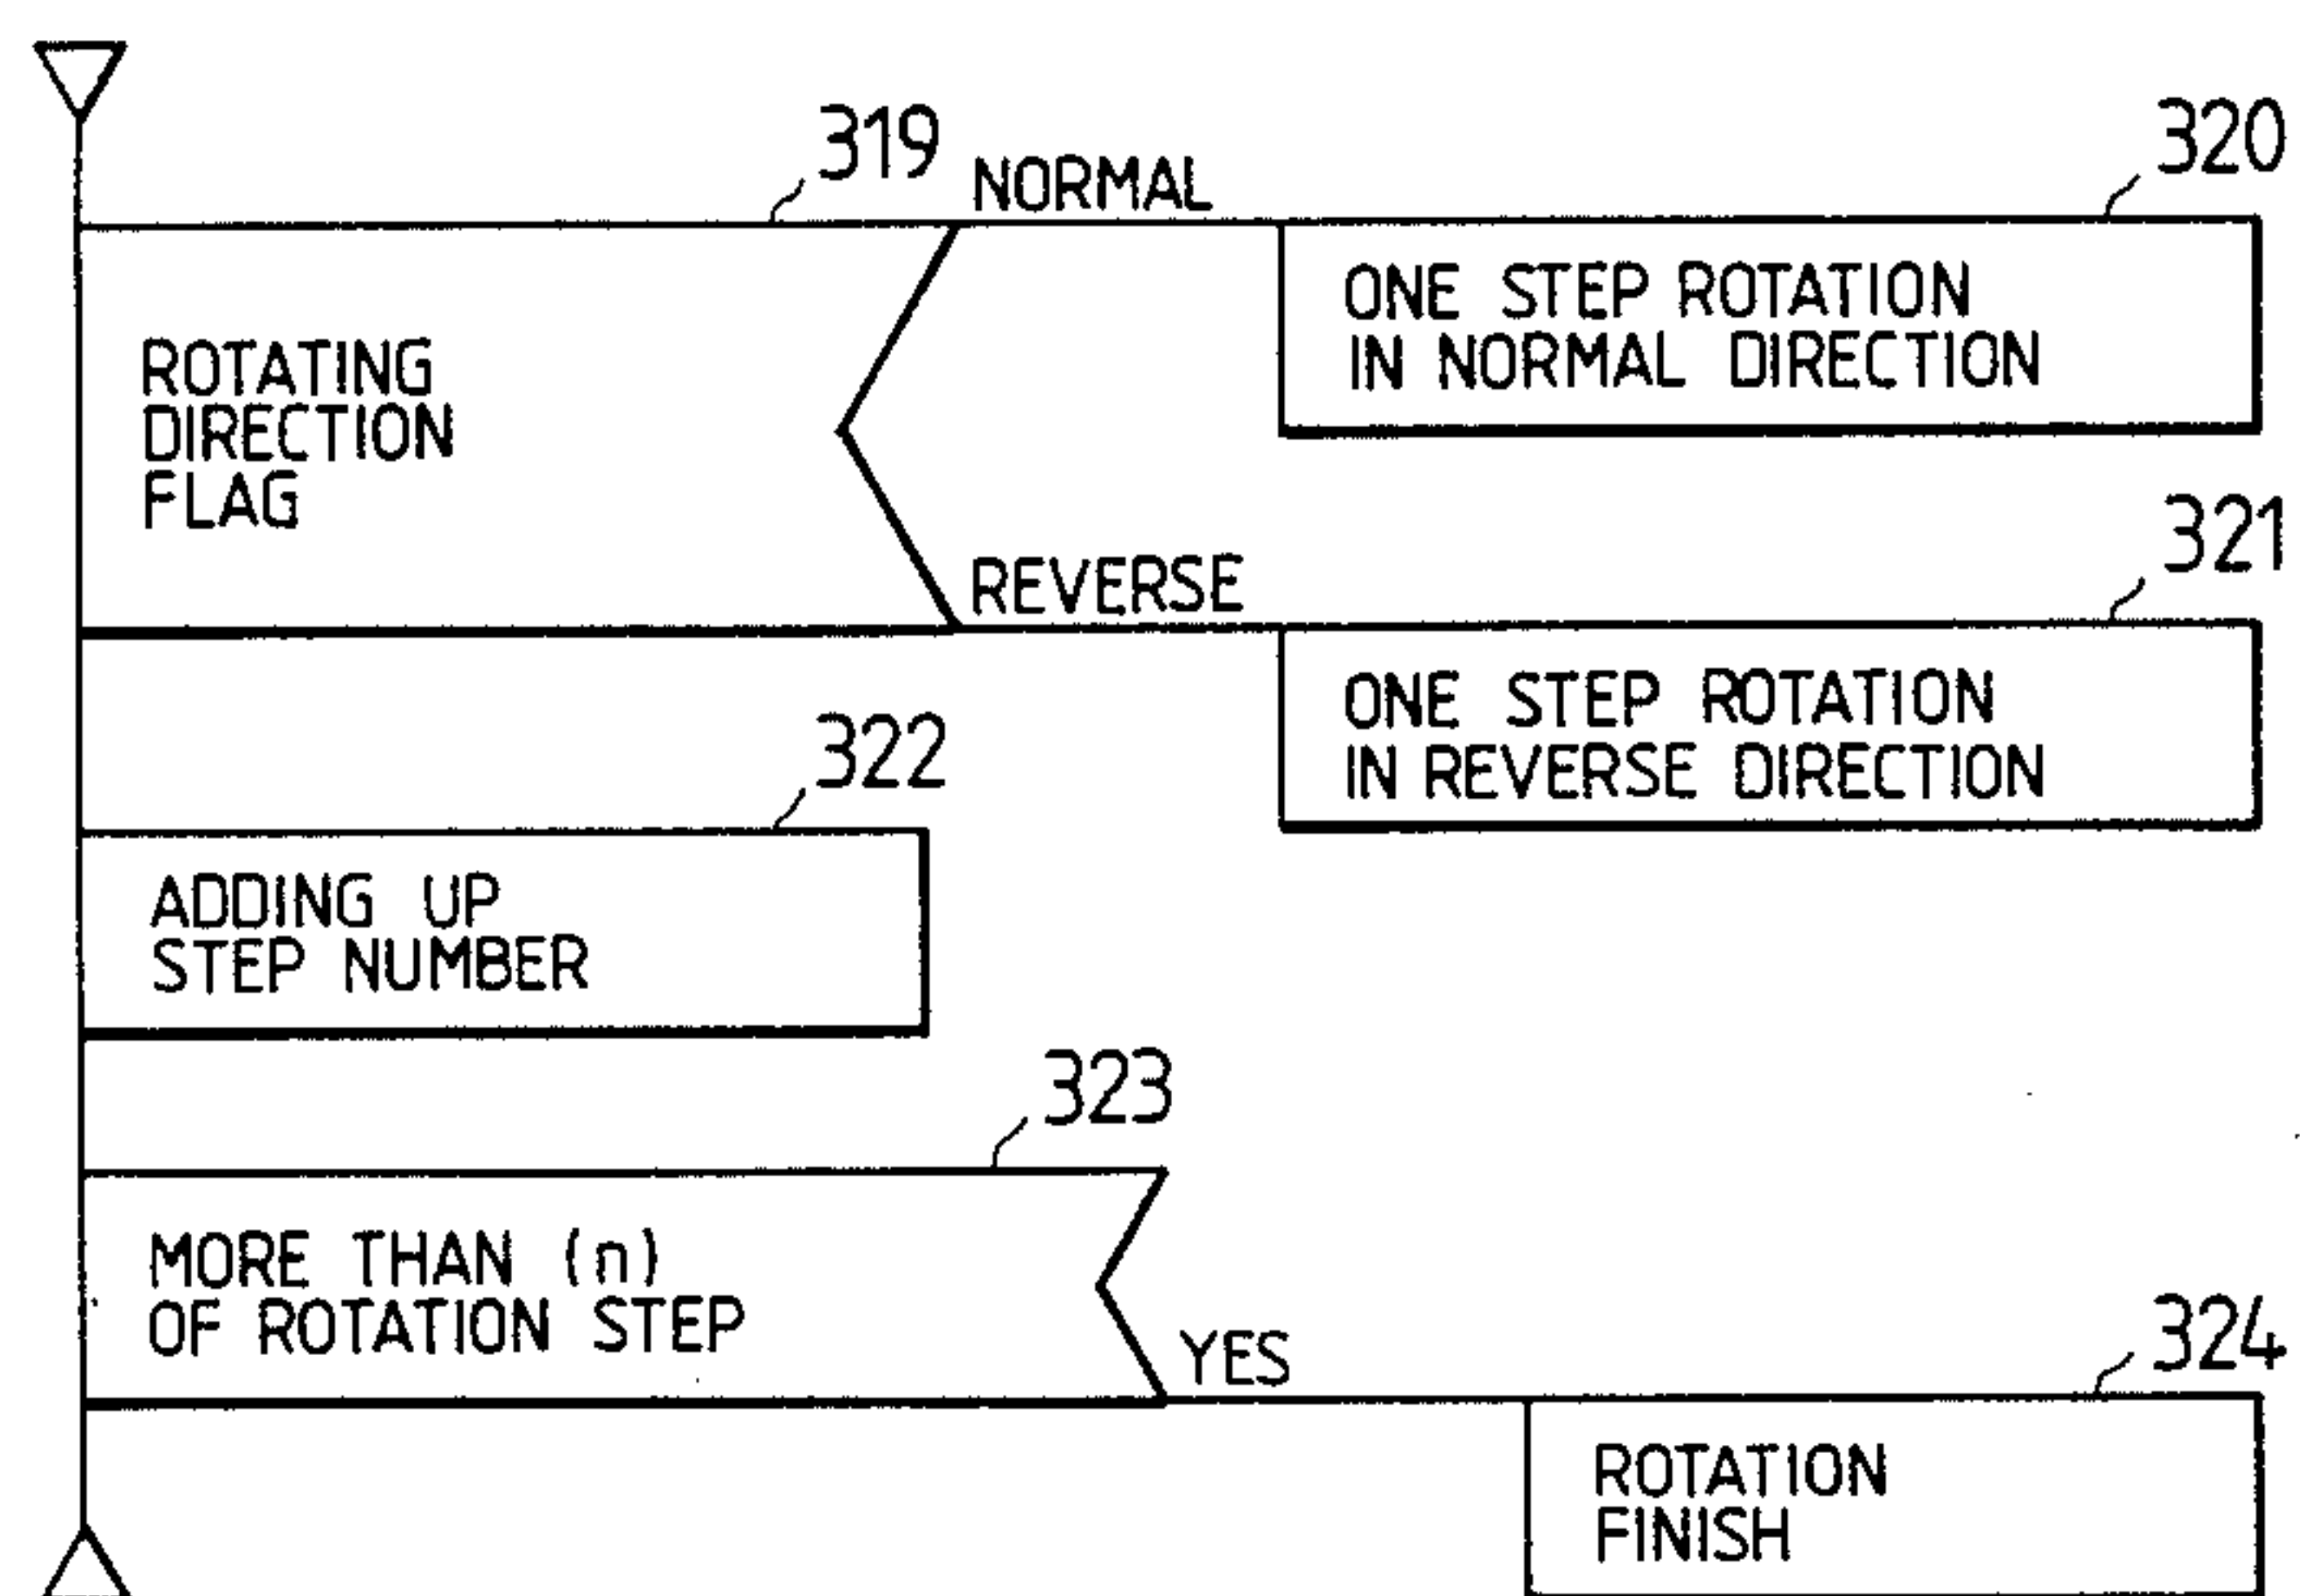 319
NORMAL
320
ROTATING
DIRECTION
FLAG
ONE STEP ROTATION
IN NORMAL DIRECTION
REVERSE
321
ONE STEP ROTATION
IN REVERSE DIRECTION
322
ADDING UP
STEP NUMBER
323
MORE THAN (n)
OF ROTATION STEP
YES
324
ROTATION
FINISH